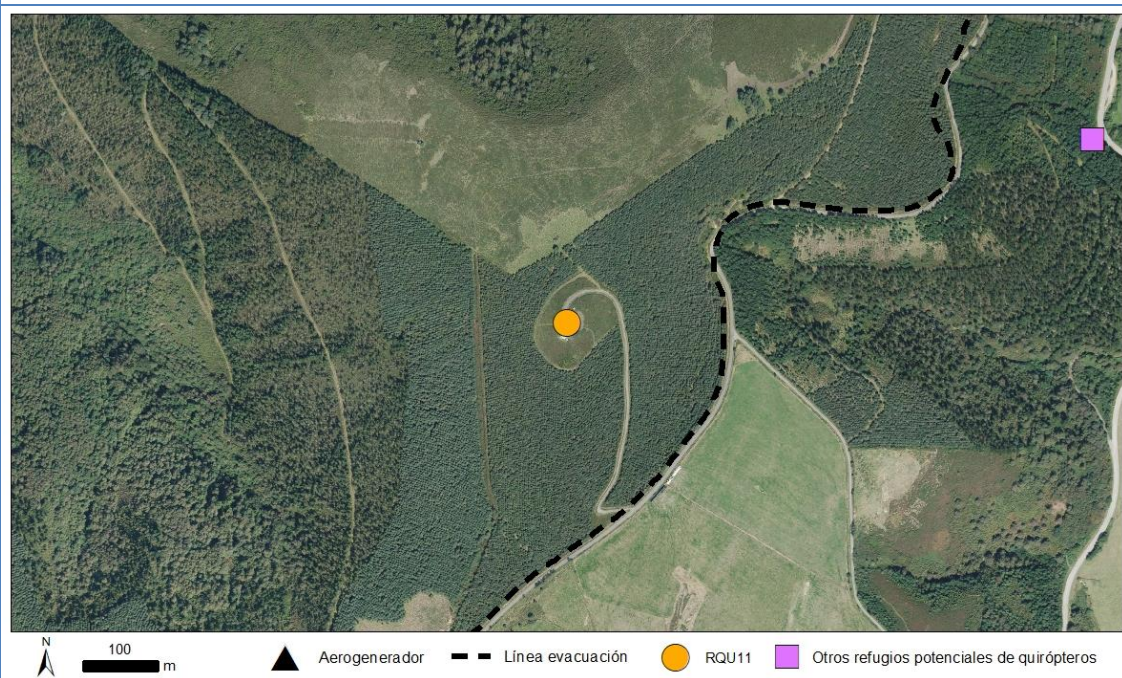 N
100
m
Aerogenerador
Línea evacuación
RQU11
Otros refugios potenciales de quirópteros